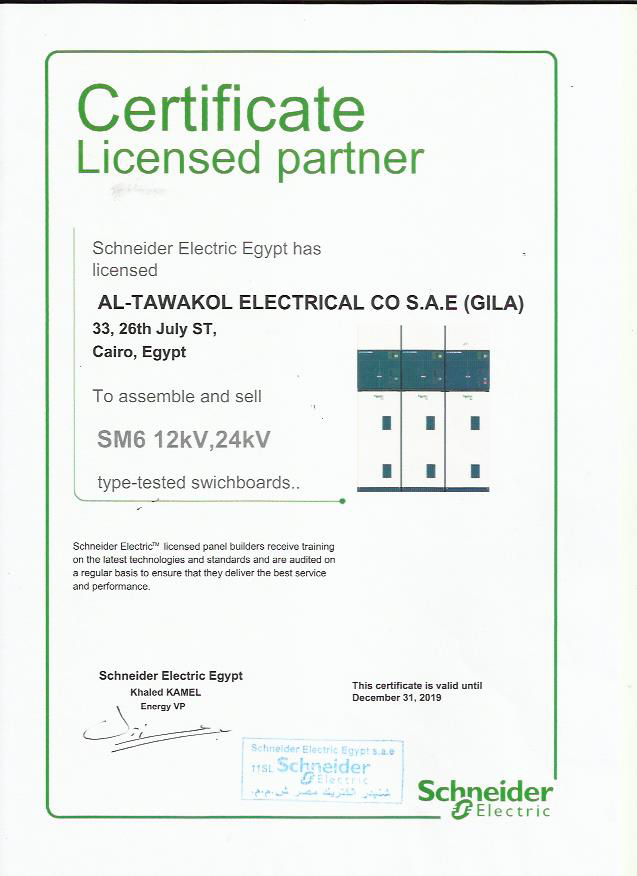 Certificate
Licensed partner
Schneider Electric Egypt has
licensed
AL-TAWAKOL ELECTRICAL CO S.A.E (GILA)
33, 26th July ST,
Cairo, Egypt
To assemble and sell
SM6 12kV,24kV
type-tested swichboards..
Schneider Electric™ licensed panel builders receive training
on the latest technologies and standards and are audited on
a regular basis to ensure that they deliver the best service
and performance.
Schneider Electric Egypt
Khaled KAMEL
Energy VP
This certificate is valid until
December 31, 2019
Schneider Electric Egypt s.a.e
11SL Schneider
Electric
شنيدر الكتريك مصر ش.م.م.
Schneider
Electric